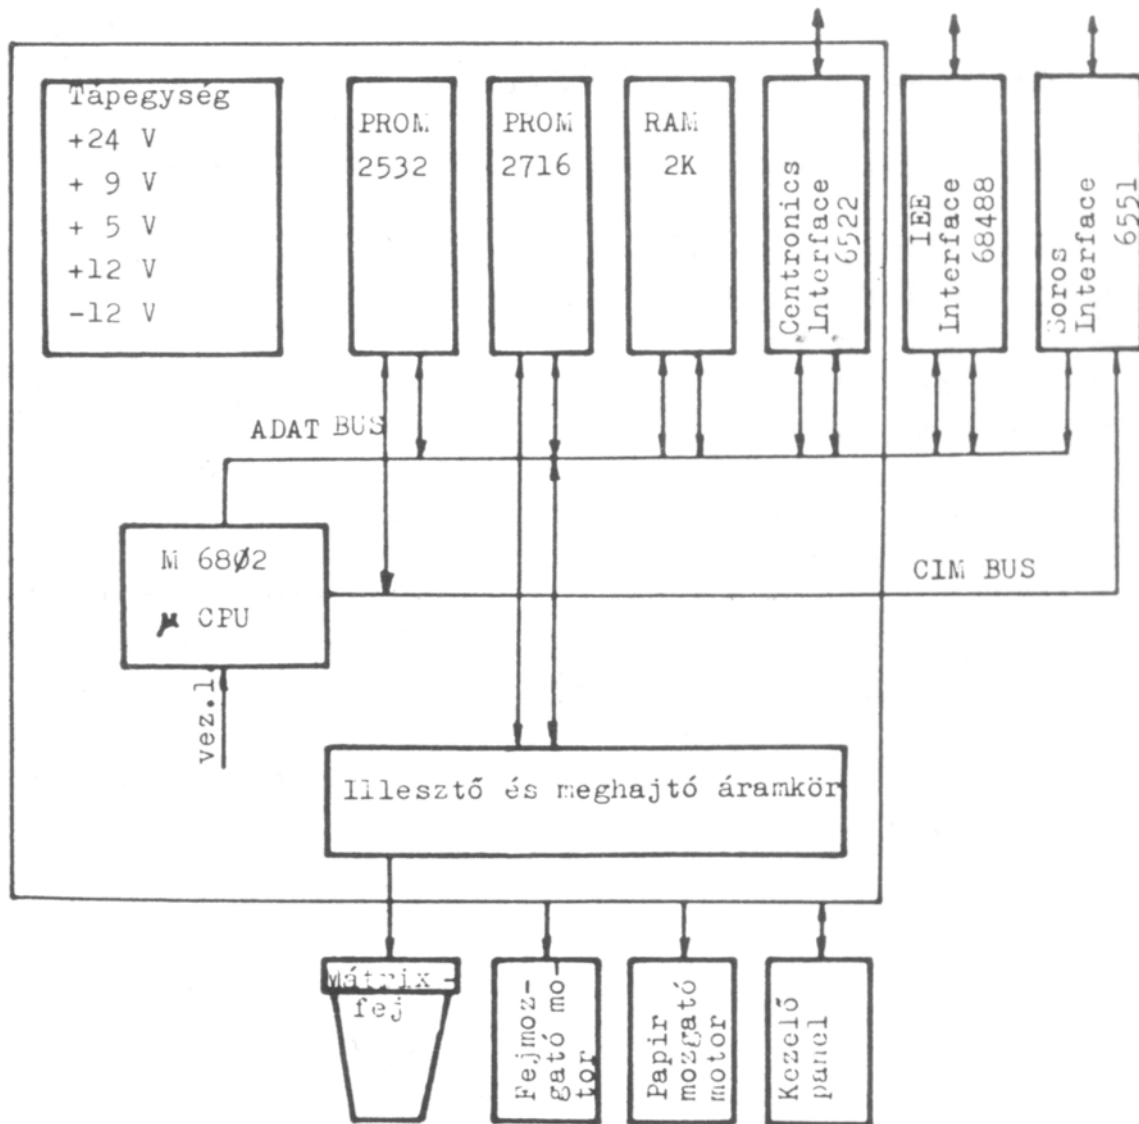 Tápegység
+24 V
+ 9 V
+ 5 V
+12 V
-12 V
PROM
2532
PROM
2716
RAM
2K
Centronics
Interface
6522
IEE
Interface
68488
Soros
Interface
6551
ADAT BUS
M 68Ø2
μ CPU
CIM BUS
vez.l.
Illesztő és meghajtó áramkör
Mátrix -
fej
Fejmoz-
gató mo-
tor
Papir
mozgató
motor
Kezelő
panel